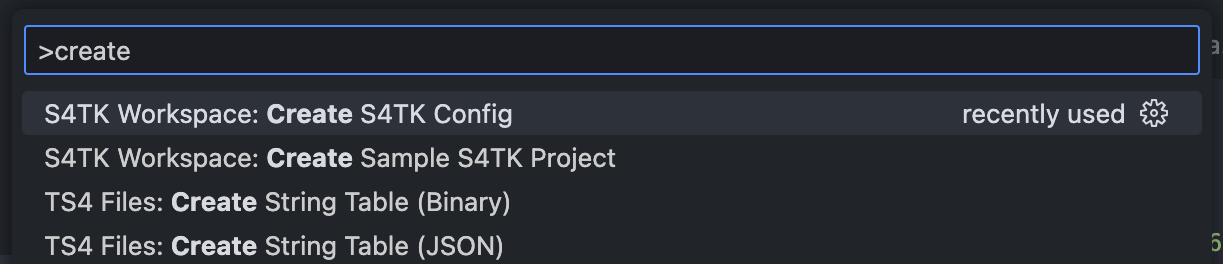 >create
S4TK Workspace: Create S4TK Config recently used
S4TK Workspace: Create Sample S4TK Project
TS4 Files: Create String Table (Binary)
TS4 Files: Create String Table (JSON)